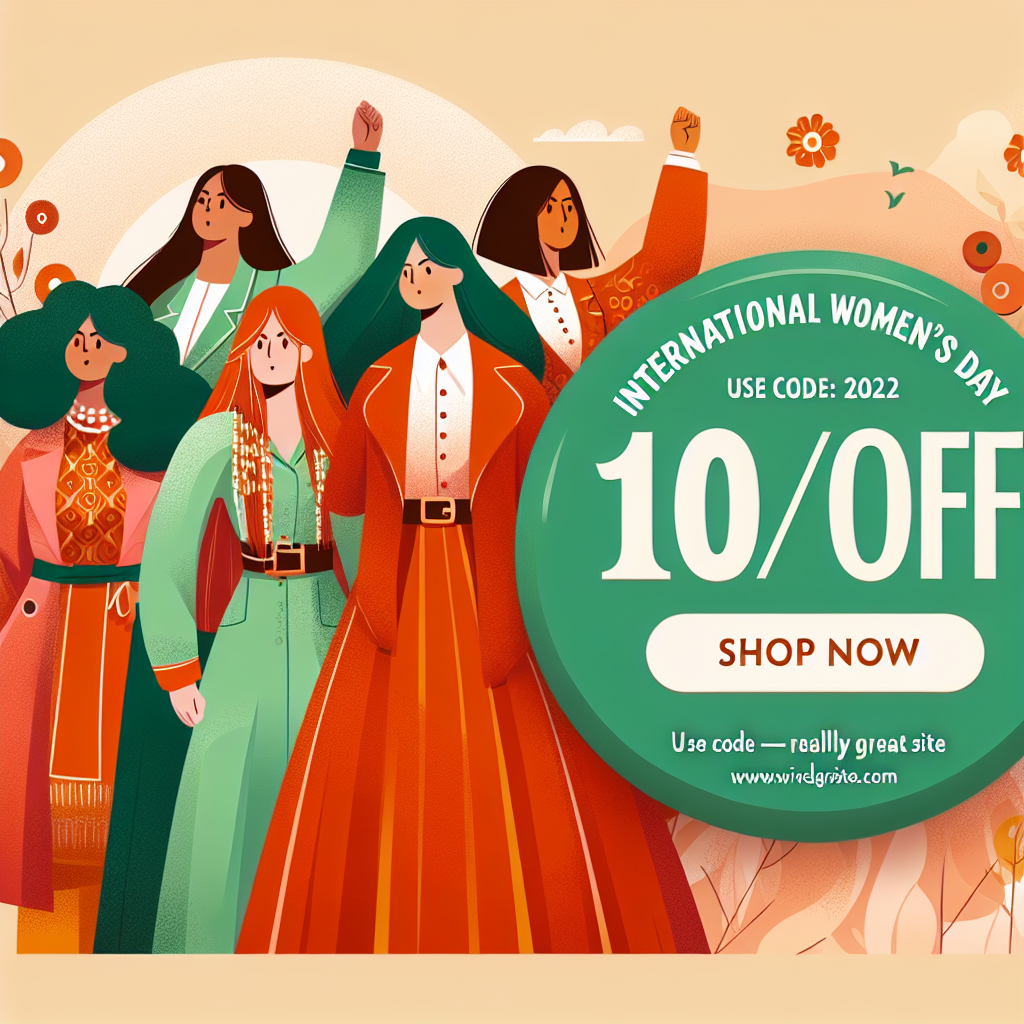 INTERNATIONAL WOMEN'S DAY
USE CODE: 2022
10/OFF
SHOP NOW
Use code — reallly great site